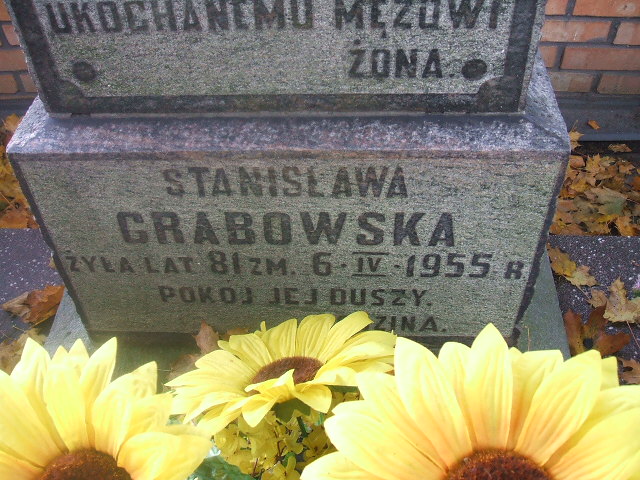 UKOCHANEMU MĘŻOWI
ŻONA.
STANISŁAWA
GRABOWSKA
ŻYŁA LAT 81 ZM. 6-IV-1955 R
POKÓJ JEJ DUSZY.